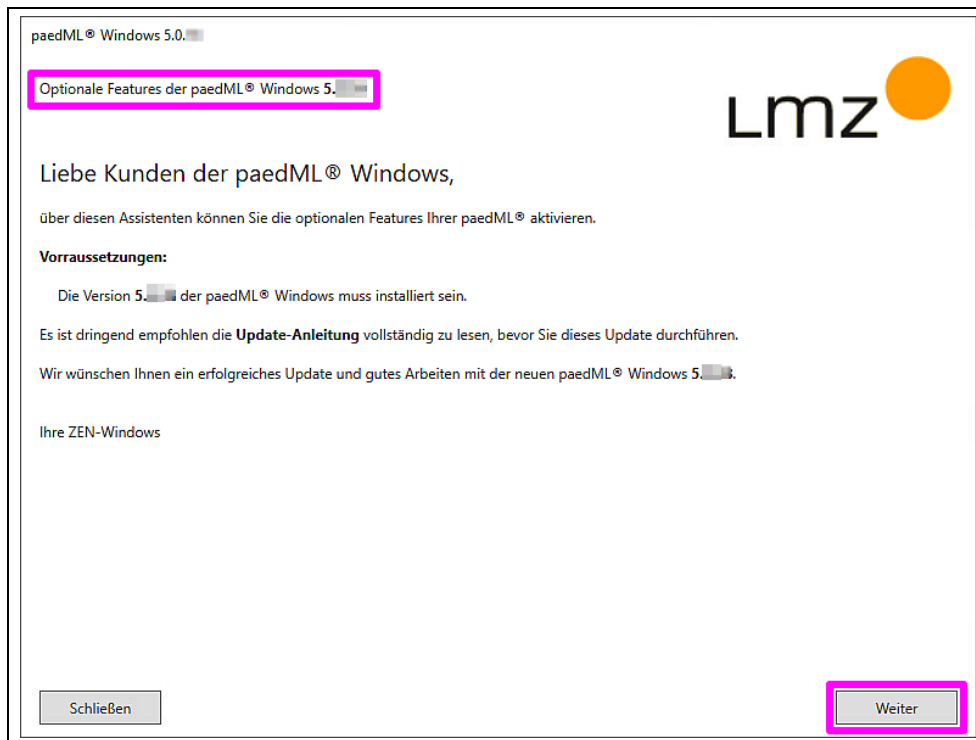 paedML® Windows 5.0.
Optionale Features der paedML® Windows 5.
Lmz
Liebe Kunden der paedML® Windows,
über diesen Assistenten können Sie die optionalen Features Ihrer paedML® aktivieren.
Vorraussetzungen:
Die Version 5. der paedML® Windows muss installiert sein.
Es ist dringend empfohlen die Update-Anleitung vollständig zu lesen, bevor Sie dieses Update durchführen.
Wir wünschen Ihnen ein erfolgreiches Update und gutes Arbeiten mit der neuen paedML® Windows 5.
Ihre ZEN-Windows
Schließen
Weiter